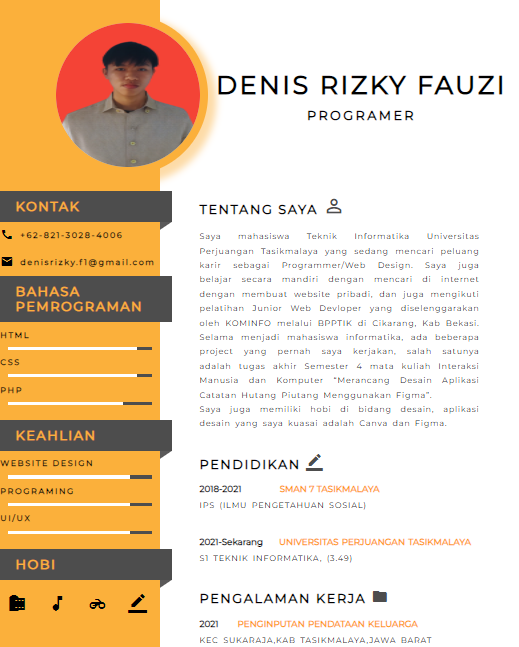 DENIS RIZKY FAUZI
PROGRAMER
KONTAK
+62-821-3028-4006
denisrizky.f1@gmail.com
BAHASA
PEMROGRAMAN
HTML
CSS
PHP
KEAHLIAN
WEBSITE DESIGN
PROGRAMING
UI/UX
HOBI
TENTANG SAYA
Saya mahasiswa Teknik Informatika Universitas
Perjuangan Tasikmalaya yang sedang mencari peluang
karir sebagai Programmer/Web Design. Saya juga
belajar secara mandiri dengan mencari di internet
dengan membuat website pribadi, dan juga mengikuti
pelatihan Junior Web Devloper yang diselenggarakan
oleh KOMINFO melalui BPPTIK di Cikarang, Kab Bekasi.
Selama menjadi mahasiswa informatika, ada beberapa
project yang pernah saya kerjakan, salah satunya
adalah tugas akhir Semester 4 mata kuliah Interaksi
Manusia dan Komputer “Merancang Desain Aplikasi
Catatan Hutang Piutang Menggunakan Figma”.
Saya juga memiliki hobi di bidang desain, aplikasi
desain yang saya kuasai adalah Canva dan Figma.
PENDIDIKAN
2018-2021 SMAN 7 TASIKMALAYA
IPS (ILMU PENGETAHUAN SOSIAL)
2021-Sekarang UNIVERSITAS PERJUANGAN TASIKMALAYA
S1 TEKNIK INFORMATIKA, (3.49)
PENGALAMAN KERJA
2021 PENGINPUTAN PENDATAAN KELUARGA
KEC SUKARAJA,KAB TASIKMALAYA,JAWA BARAT